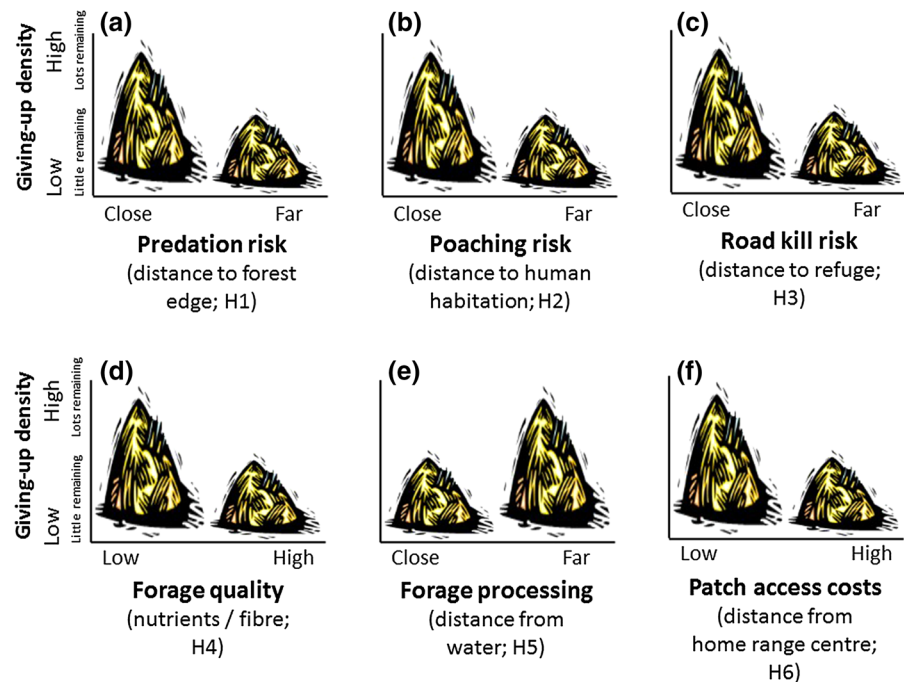 (a)
(b)
(c)
Giving-up density
Low
High
Little remaining
Lots remaining
Close
Far
Close
Far
Close
Far
Predation risk
(distance to forest
edge; H1)
Poaching risk
(distance to human
habitation; H2)
Road kill risk
(distance to refuge;
H3)
(d)
(e)
(f)
Giving-up density
Low
High
Little remaining
Lots remaining
Low
High
Close
Far
Low
High
Forage quality
(nutrients / fibre;
H4)
Forage processing
(distance from
water; H5)
Patch access costs
(distance from
home range centre;
H6)